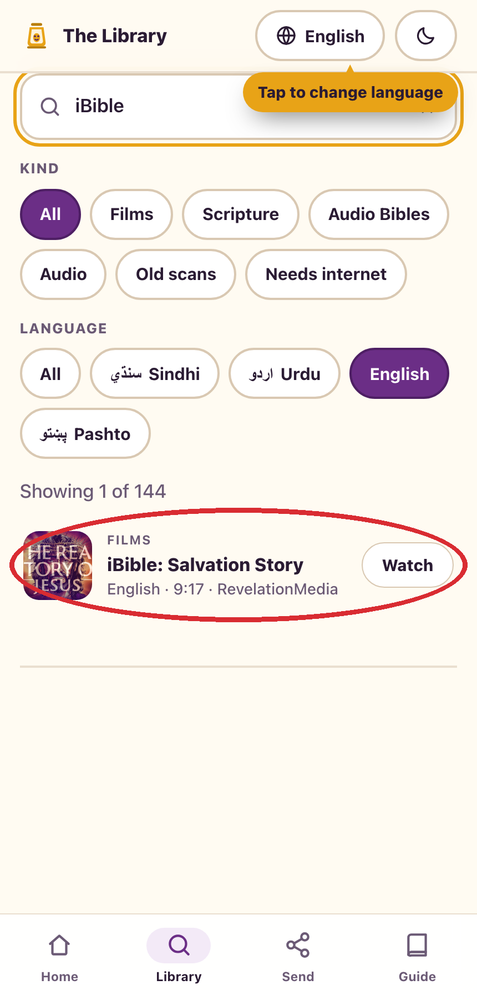 The Library
English
Tap to change language
iBible
KIND
All
Films
Scripture
Audio Bibles
Audio
Old scans
Needs internet
LANGUAGE
All
سنڌي Sindhi
اردو Urdu
English
پښتو Pashto
Showing 1 of 144
HE REA
TORY O
JESUS
FILMS
iBible: Salvation Story
English · 9:17 · RevelationMedia
Watch
Home
Library
Send
Guide